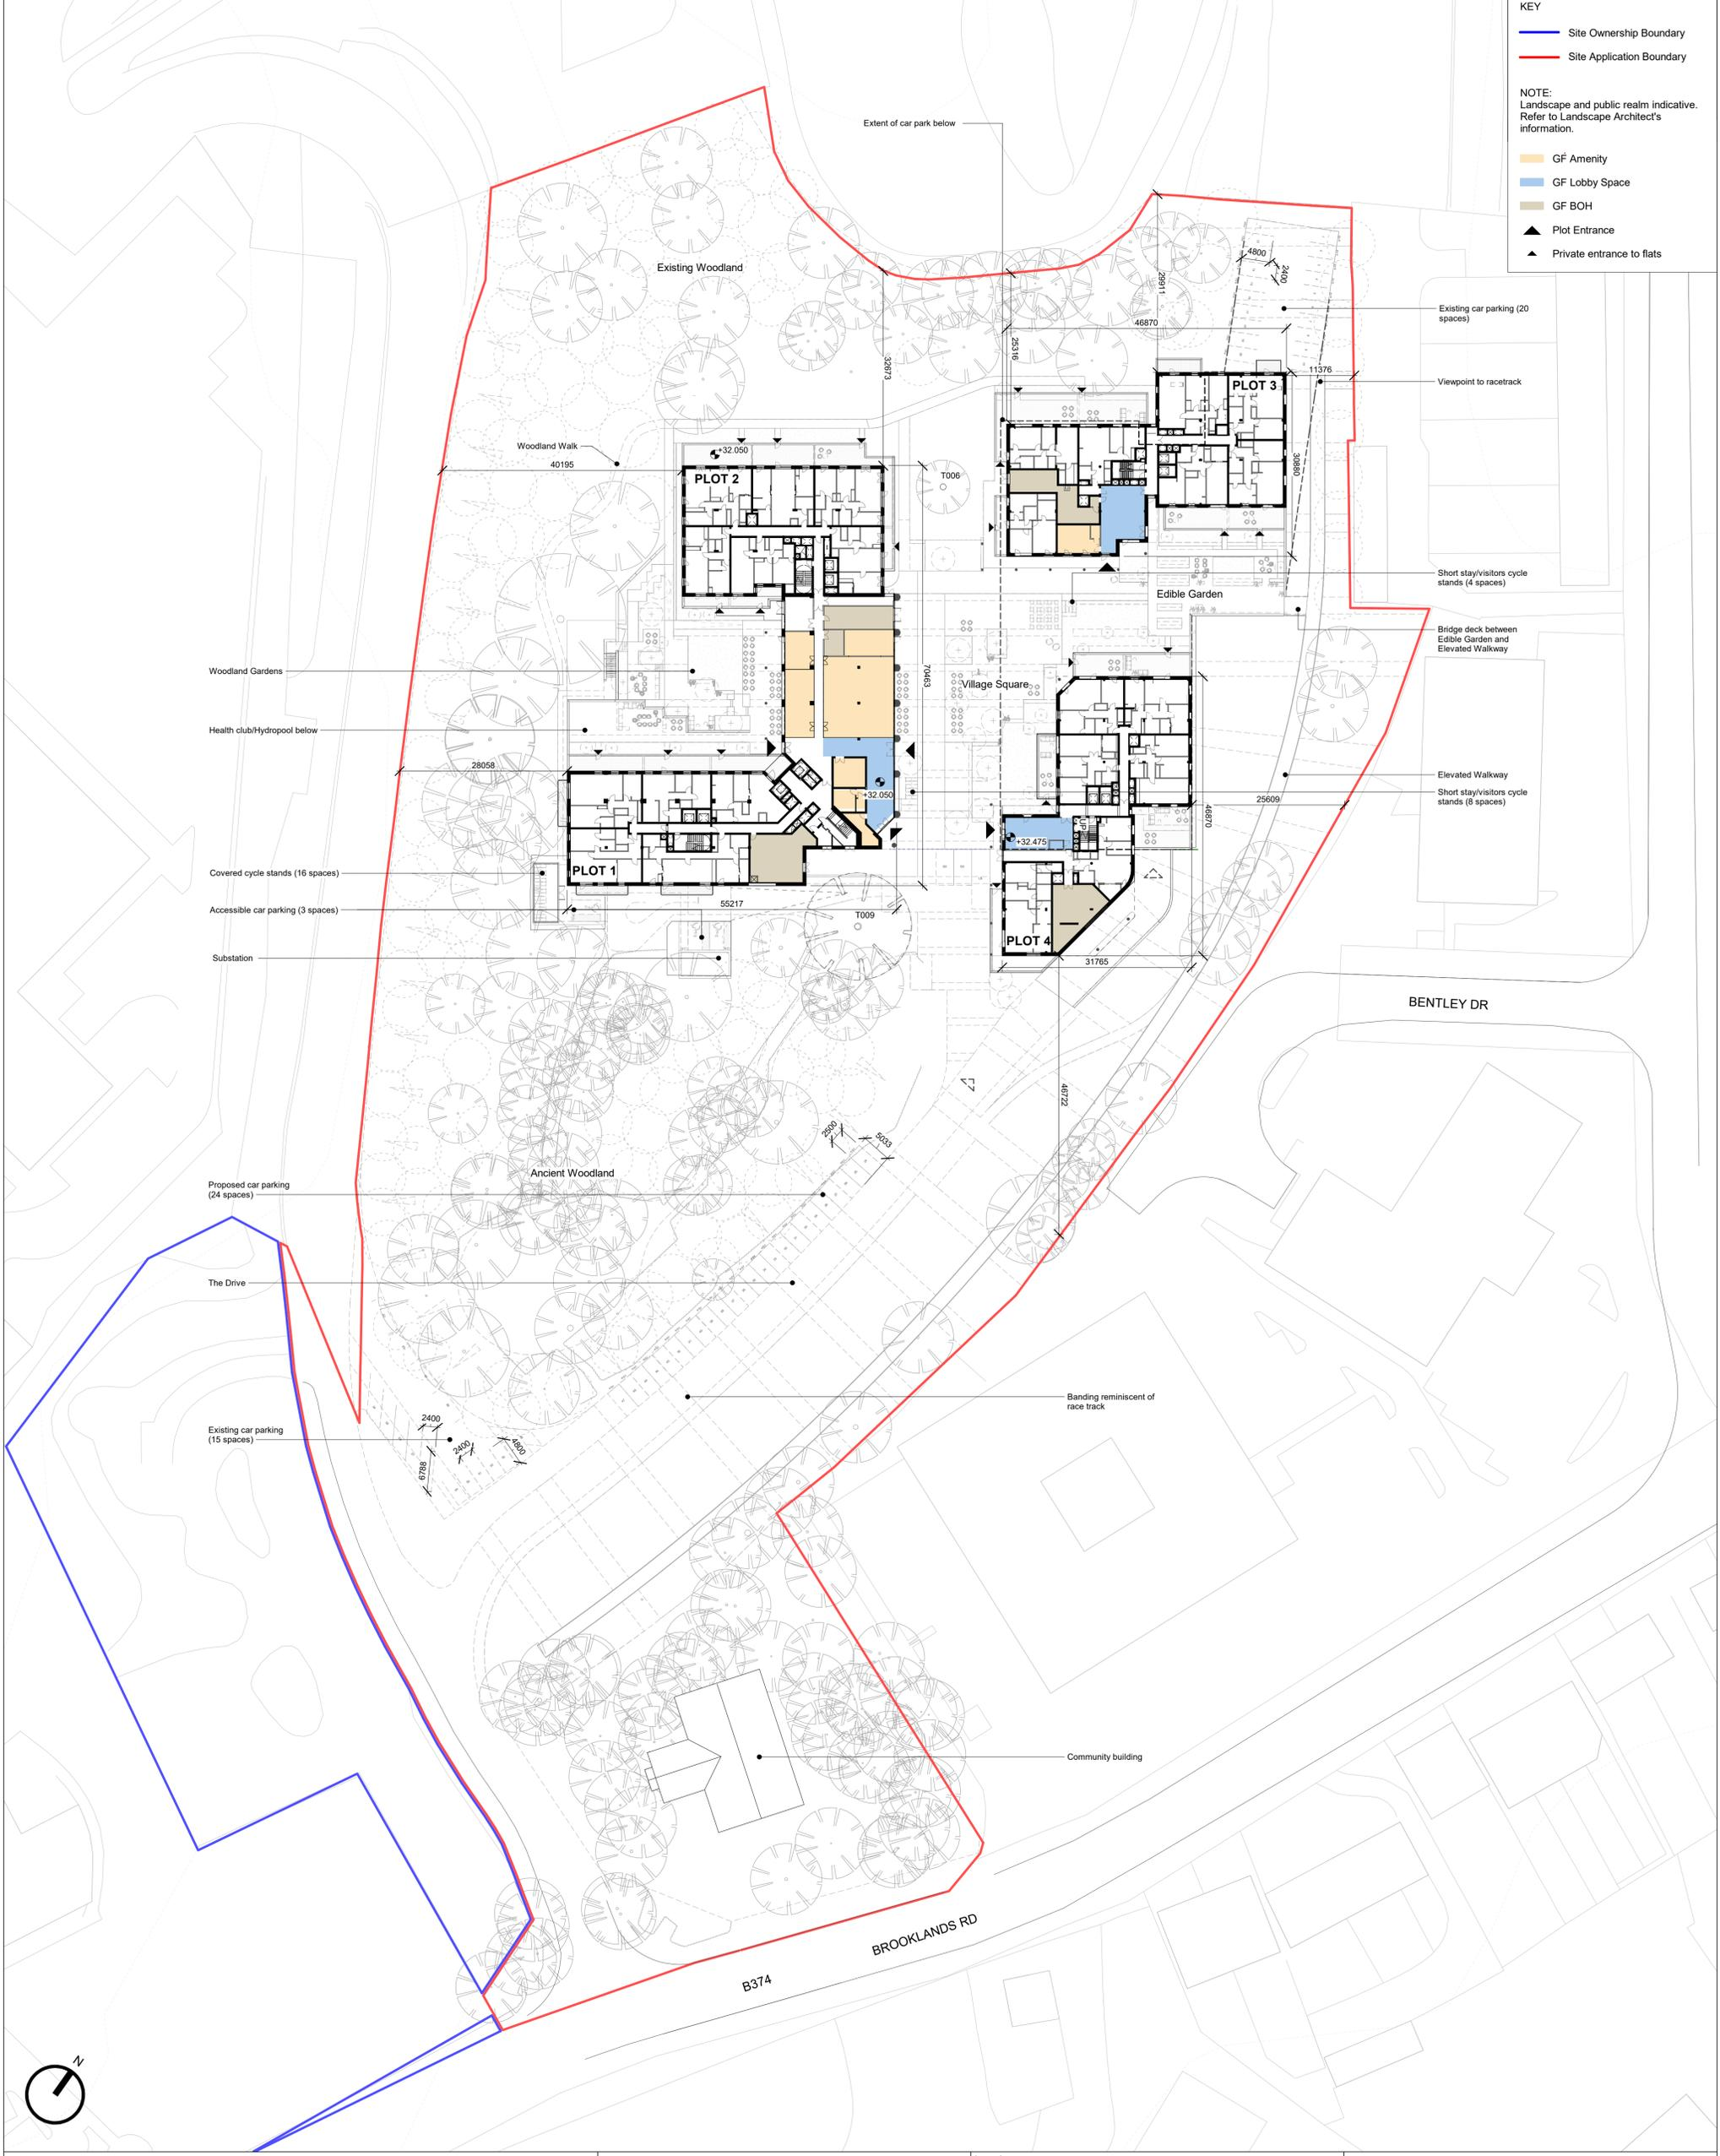 KEY
Site Ownership Boundary
Site Application Boundary
NOTE:
Landscape and public realm indicative.
Refer to Landscape Architect's
information.
GF Amenity
GF Lobby Space
GF BOH
Plot Entrance
Private entrance to flats
Extent of car park below
Existing Woodland
4800
2400
29911
Existing car parking (20
spaces)
46870
25316
32673
11376
Viewpoint to racetrack
PLOT 3
Woodland Walk
+32.050
40195
PLOT 2
T006
30880
Short stay/visitors cycle
stands (4 spaces)
Edible Garden
Bridge deck between
Edible Garden and
Elevated Walkway
Woodland Gardens
70463
Village Square
Health club/Hydropool below
28058
Elevated Walkway
+32.050
Short stay/visitors cycle
stands (8 spaces)
25609
46870
UP
+32.475
PLOT 1
Covered cycle stands (16 spaces)
55217
Accessible car parking (3 spaces)
T009
PLOT 4
Substation
31765
BENTLEY DR
46722
2500
5033
Ancient Woodland
Proposed car parking
(24 spaces)
The Drive
Banding reminiscent of
race track
2400
Existing car parking
(15 spaces)
2400
4800
6788
Community building
BROOKLANDS RD
B374
N